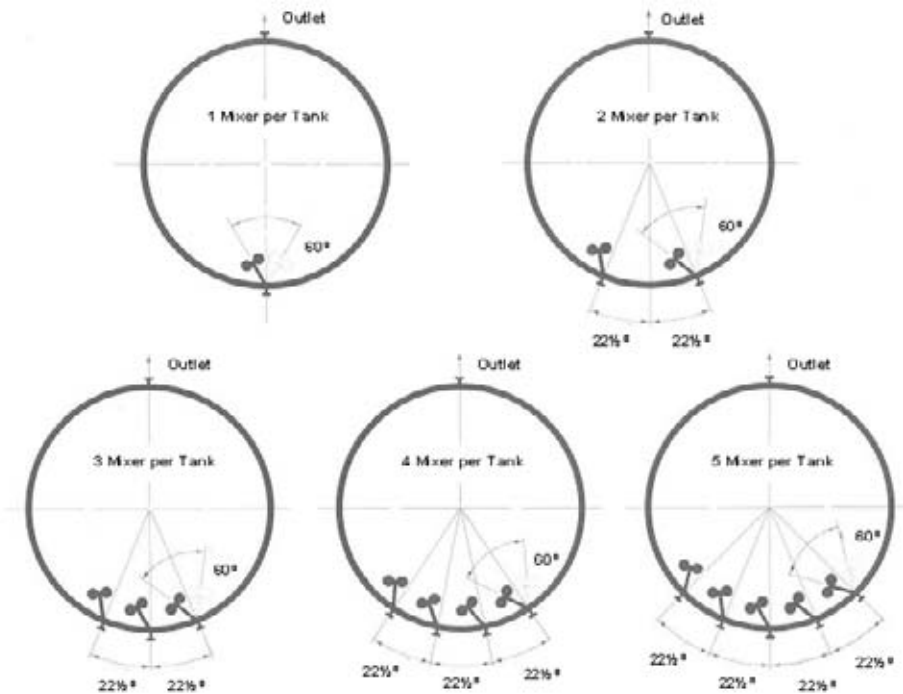 Outlet
Outlet
1 Mixer per Tank
2 Mixer per Tank
60°
60°
22½° 22½°
Outlet
Outlet
Outlet
3 Mixer per Tank
4 Mixer per Tank
5 Mixer per Tank
60°
60°
60°
22½° 22½°
22½° 22½° 22½°
22½° 22½° 22½° 22½°